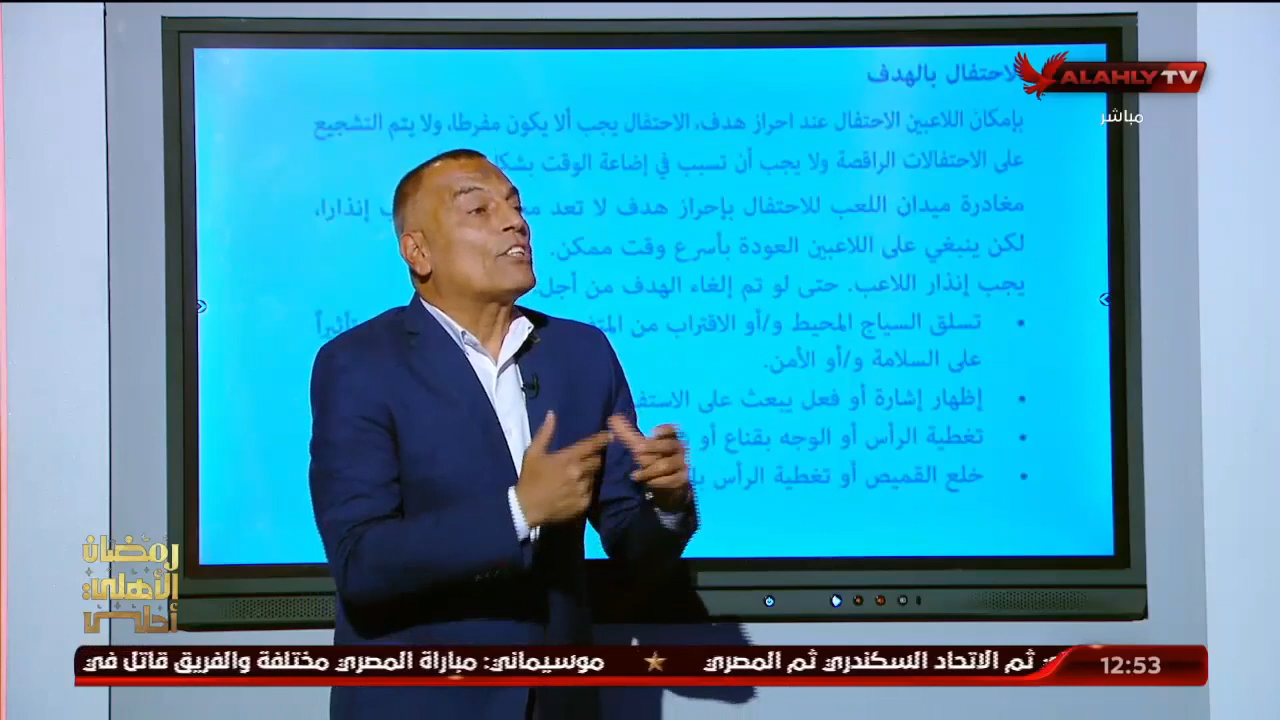 لاحتفال بالهدف
ALAHLY TV
مباشر
بإمكان اللاعبين الاحتفال عند احراز هدف، الاحتفال يجب ألا يكون مفرطا، ولا يتم التشجيع
على الاحتفالات الراقصة ولا يجب أن تسبب في إضاعة الوقت بشكل
مغادرة ميدان اللعب للاحتفال بإحراز هدف لا تعد إنذارا،
لكن ينبغي على اللاعبين العودة بأسرع وقت ممكن.
يجب إنذار اللاعب. حتى لو تم إلغاء الهدف من أجل
• تسلق السياج المحيط و/أو الاقتراب من تأثيراً
على السلامة و/أو الأمن.
• إظهار إشارة أو فعل يبعث على
• تغطية الرأس أو الوجه بقناع أو
• خلع القميص أو تغطية الرأس
رمضان
الأهلي
أحلى
ثم الاتحاد السكندري ثم المصري ★ موسيماني: مباراة المصري مختلفة والفريق قاتل في
12:53